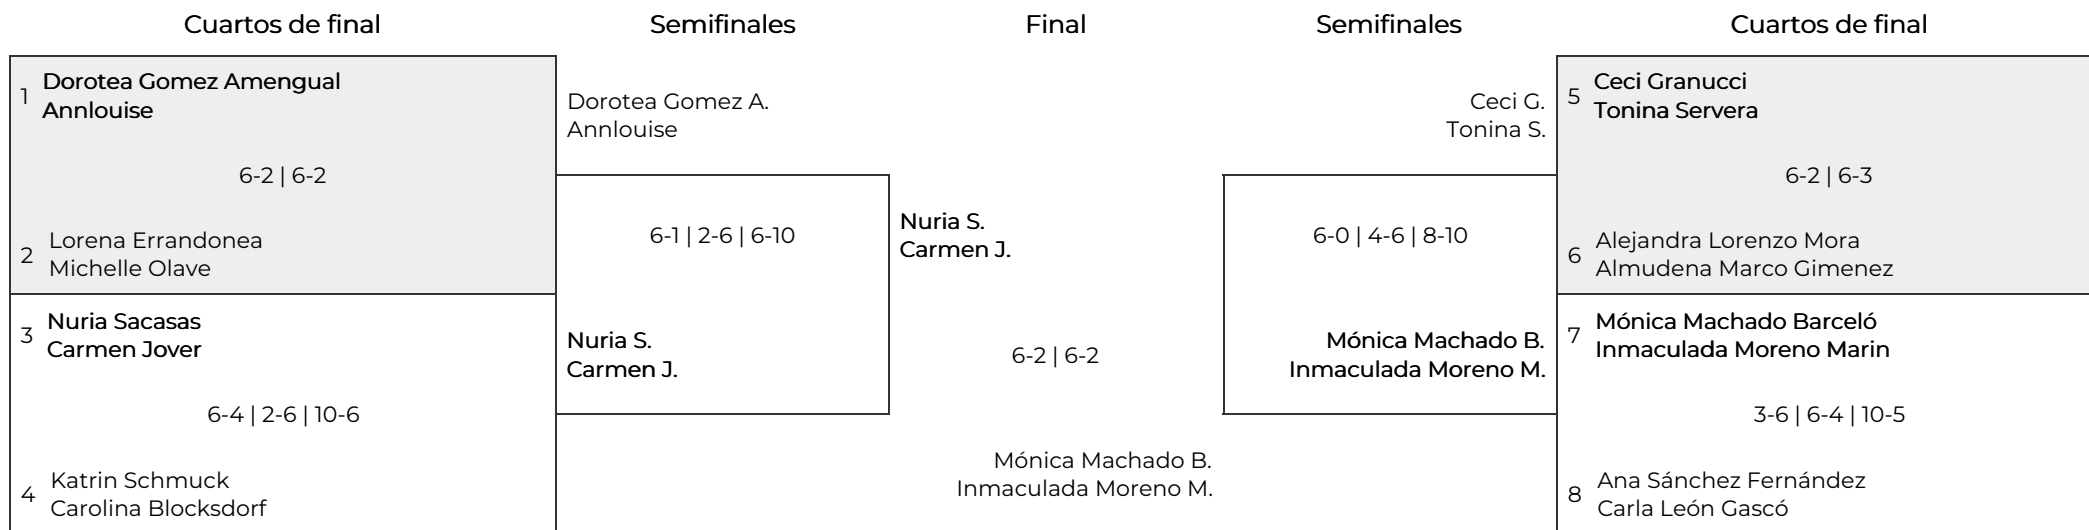 Cuartos de final
Semifinales
Final
Semifinales
Cuartos de final
1
Dorotea Gomez Amengual
Annlouise
6-2 | 6-2
2
Lorena Errandonea
Michelle Olave
3
Nuria Sacasas
Carmen Jover
6-4 | 2-6 | 10-6
4
Katrin Schmuck
Carolina Blocksdorf
Dorotea Gomez A.
Annlouise
6-1 | 2-6 | 6-10
Nuria S.
Carmen J.
Nuria S.
Carmen J.
6-2 | 6-2
Mónica Machado B.
Inmaculada Moreno M.
Ceci G.
Tonina S.
6-0 | 4-6 | 8-10
Mónica Machado B.
Inmaculada Moreno M.
5
Ceci Granucci
Tonina Servera
6-2 | 6-3
6
Alejandra Lorenzo Mora
Almudena Marco Gimenez
7
Mónica Machado Barceló
Inmaculada Moreno Marin
3-6 | 6-4 | 10-5
8
Ana Sánchez Fernández
Carla León Gascó